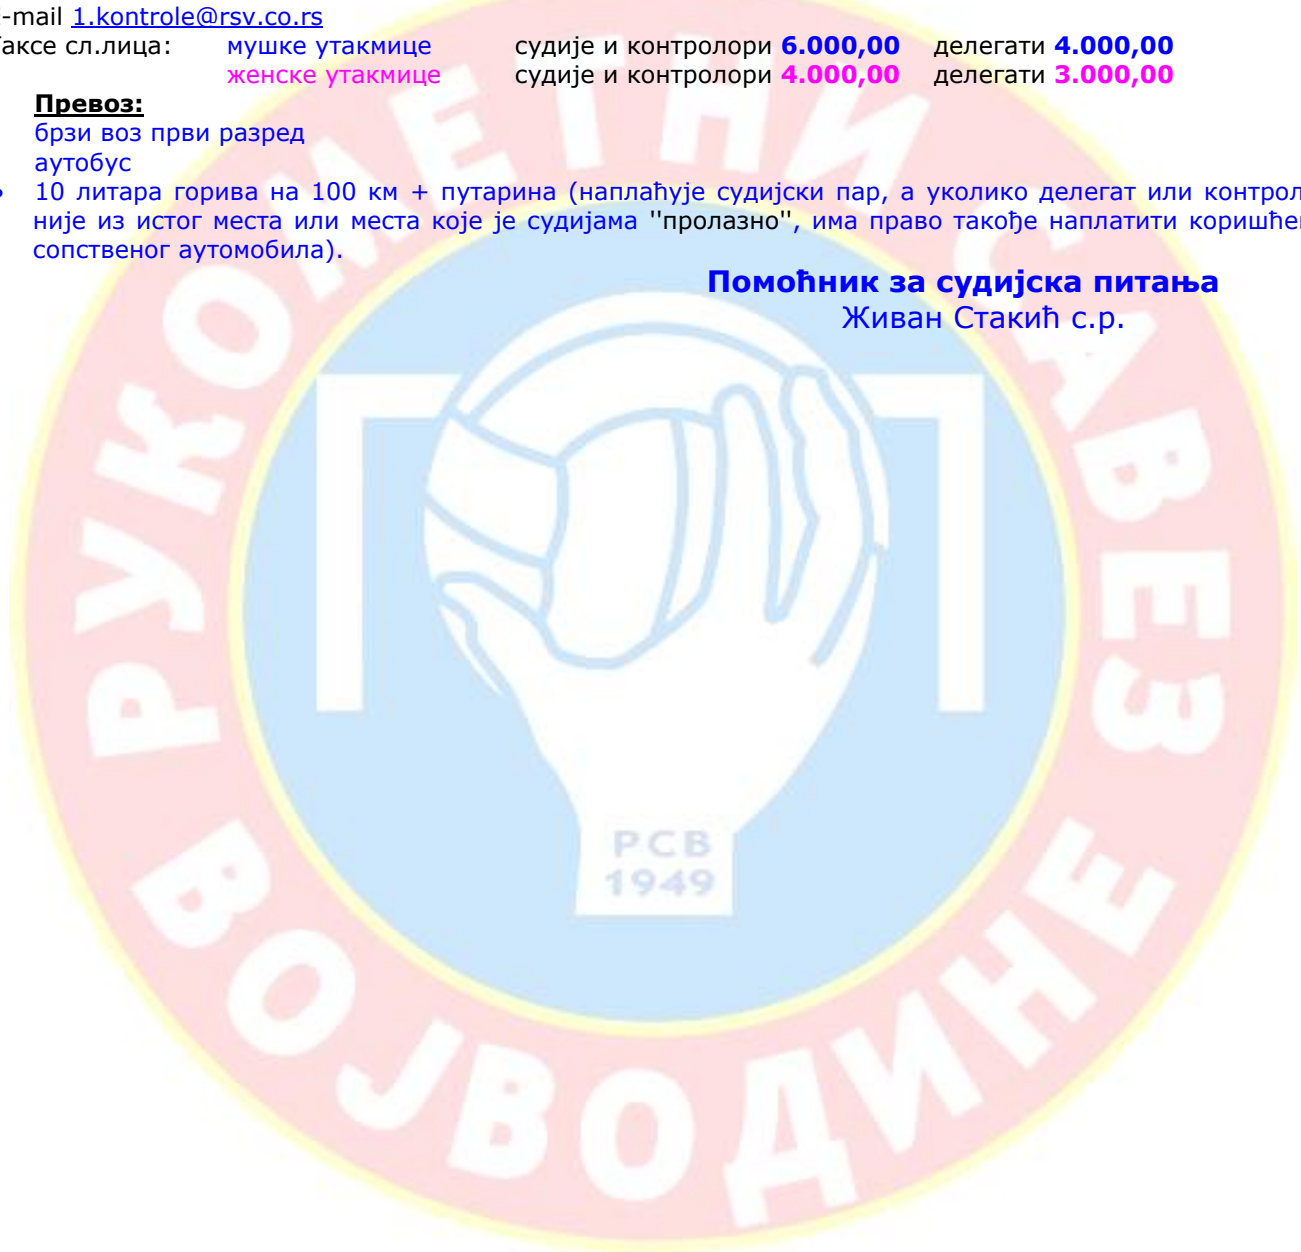 -mail 1.kontrole@rsv.co.rs
Таксе сл.лица: мушке утакмице судије и контролори 6.000,00 делегати 4.000,00
женске утакмице судије и контролори 4.000,00 делегати 3.000,00
Превоз:
брзи воз први разред
аутобус
• 10 литара горива на 100 км + путарина (наплаћује судијски пар, а уколико делегат или контрол
није из истог места или места које је судијама ''пролазно'', има право такође наплатити коришће
сопственог аутомобила).
Помоћник за судијска питања
Живан Стакић с.р.
РУКОМЕТНИ САВЕЗ
ВОЈВОДИНЕ
РСВ
1949